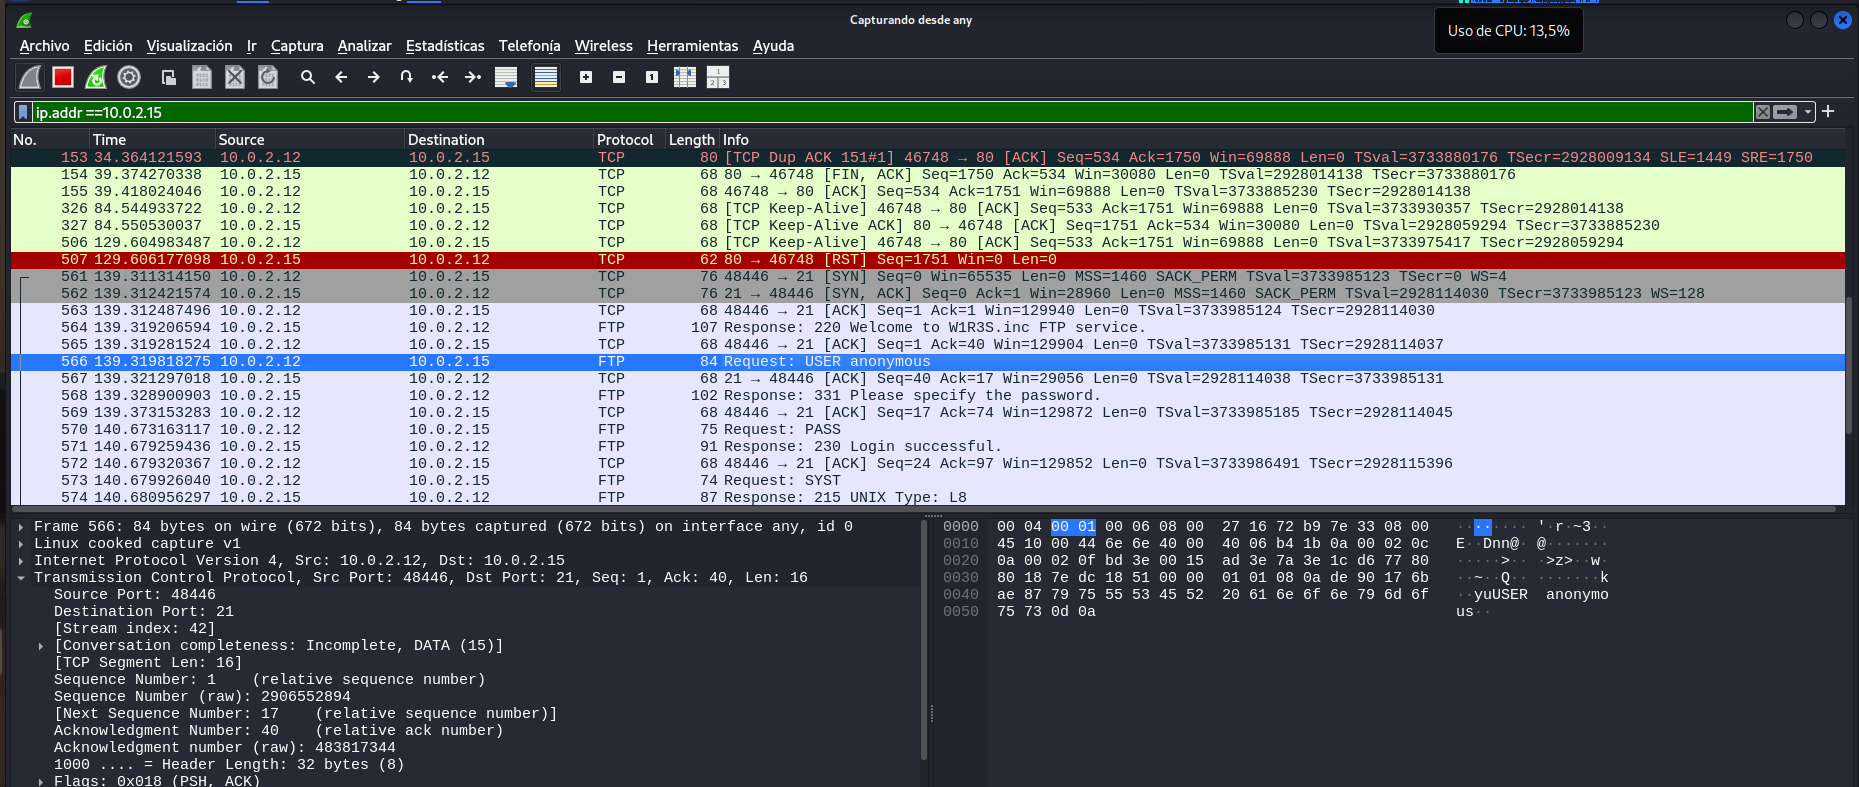 Capturando desde any
Uso de CPU: 13,5%
Archivo Edición Visualización Ir Captura Analizar Estadísticas Telefonía Wireless Herramientas Ayuda
ip.addr ==10.0.2.15
No. Time Source Destination Protocol Length Info
153 34.364121593 10.0.2.12 10.0.2.15 TCP 80 [TCP Dup ACK 151#1] 46748 → 80 [ACK] Seq=534 Ack=1750 Win=69888 Len=0 TSval=3733880176 TSecr=2928009134 SLE=1449 SRE=1750
154 39.374270338 10.0.2.15 10.0.2.12 TCP 68 80 → 46748 [FIN, ACK] Seq=1750 Ack=534 Win=30080 Len=0 TSval=2928014138 TSecr=3733880176
155 39.418024046 10.0.2.12 10.0.2.15 TCP 68 46748 → 80 [ACK] Seq=534 Ack=1751 Win=69888 Len=0 TSval=3733885230 TSecr=2928014138
326 84.544933722 10.0.2.12 10.0.2.15 TCP 68 [TCP Keep-Alive] 46748 → 80 [ACK] Seq=533 Ack=1751 Win=69888 Len=0 TSval=3733930357 TSecr=2928014138
327 84.550530037 10.0.2.15 10.0.2.12 TCP 68 [TCP Keep-Alive ACK] 80 → 46748 [ACK] Seq=1751 Ack=534 Win=30080 Len=0 TSval=2928059294 TSecr=3733885230
506 129.604983487 10.0.2.12 10.0.2.15 TCP 68 [TCP Keep-Alive] 46748 → 80 [ACK] Seq=533 Ack=1751 Win=69888 Len=0 TSval=3733975417 TSecr=2928059294
507 129.606177098 10.0.2.15 10.0.2.12 TCP 62 80 → 46748 [RST] Seq=1751 Win=0 Len=0
561 139.311314150 10.0.2.12 10.0.2.15 TCP 76 48446 → 21 [SYN] Seq=0 Win=65535 Len=0 MSS=1460 SACK_PERM TSval=3733985123 TSecr=0 WS=4
562 139.312421574 10.0.2.15 10.0.2.12 TCP 76 21 → 48446 [SYN, ACK] Seq=0 Ack=1 Win=28960 Len=0 MSS=1460 SACK_PERM TSval=2928114030 TSecr=3733985123 WS=128
563 139.312487496 10.0.2.12 10.0.2.15 TCP 68 48446 → 21 [ACK] Seq=1 Ack=1 Win=129940 Len=0 TSval=3733985124 TSecr=2928114030
564 139.319206594 10.0.2.15 10.0.2.12 FTP 107 Response: 220 Welcome to W1R3S.inc FTP service.
565 139.319281524 10.0.2.12 10.0.2.15 TCP 68 48446 → 21 [ACK] Seq=1 Ack=40 Win=129904 Len=0 TSval=3733985131 TSecr=2928114037
566 139.319818275 10.0.2.12 10.0.2.15 FTP 84 Request: USER anonymous
567 139.321297018 10.0.2.15 10.0.2.12 TCP 68 21 → 48446 [ACK] Seq=40 Ack=17 Win=29056 Len=0 TSval=2928114038 TSecr=3733985131
568 139.328900903 10.0.2.15 10.0.2.12 FTP 102 Response: 331 Please specify the password.
569 139.373153283 10.0.2.12 10.0.2.15 TCP 68 48446 → 21 [ACK] Seq=17 Ack=74 Win=129872 Len=0 TSval=3733985185 TSecr=2928114045
570 140.673163117 10.0.2.12 10.0.2.15 FTP 75 Request: PASS
571 140.679259436 10.0.2.15 10.0.2.12 FTP 91 Response: 230 Login successful.
572 140.679320367 10.0.2.12 10.0.2.15 TCP 68 48446 → 21 [ACK] Seq=24 Ack=97 Win=129852 Len=0 TSval=3733986491 TSecr=2928115396
573 140.679926040 10.0.2.12 10.0.2.15 FTP 74 Request: SYST
574 140.680956297 10.0.2.15 10.0.2.12 FTP 87 Response: 215 UNIX Type: L8
Frame 566: 84 bytes on wire (672 bits), 84 bytes captured (672 bits) on interface any, id 0
Linux cooked capture v1
Internet Protocol Version 4, Src: 10.0.2.12, Dst: 10.0.2.15
Transmission Control Protocol, Src Port: 48446, Dst Port: 21, Seq: 1, Ack: 40, Len: 16
Source Port: 48446
Destination Port: 21
[Stream index: 42]
[Conversation completeness: Incomplete, DATA (15)]
[TCP Segment Len: 16]
Sequence Number: 1 (relative sequence number)
Sequence Number (raw): 2906552894
[Next Sequence Number: 17 (relative sequence number)]
Acknowledgment Number: 40 (relative ack number)
Acknowledgment number (raw): 483817344
1000 .... = Header Length: 32 bytes (8)
Flags: 0x018 (PSH, ACK)
0000 00 04 00 01 00 06 08 00 27 16 72 b9 7e 33 08 00 ········ '·r·~3··
0010 45 10 00 44 6e 6e 40 00 40 06 b4 1b 0a 00 02 0c E··Dnn@· @·······
0020 0a 00 02 0f bd 3e 00 15 ad 3e 7a 3e 1c d6 77 80 ·····>·· ·>z>··w·
0030 80 18 7e dc 18 51 00 00 01 01 08 0a de 90 17 6b ··~··Q·· ·······k
0040 ae 87 79 75 55 53 45 52 20 61 6e 6f 6e 79 6d 6f ··yuUSER anonymo
0050 75 73 0d 0a us··